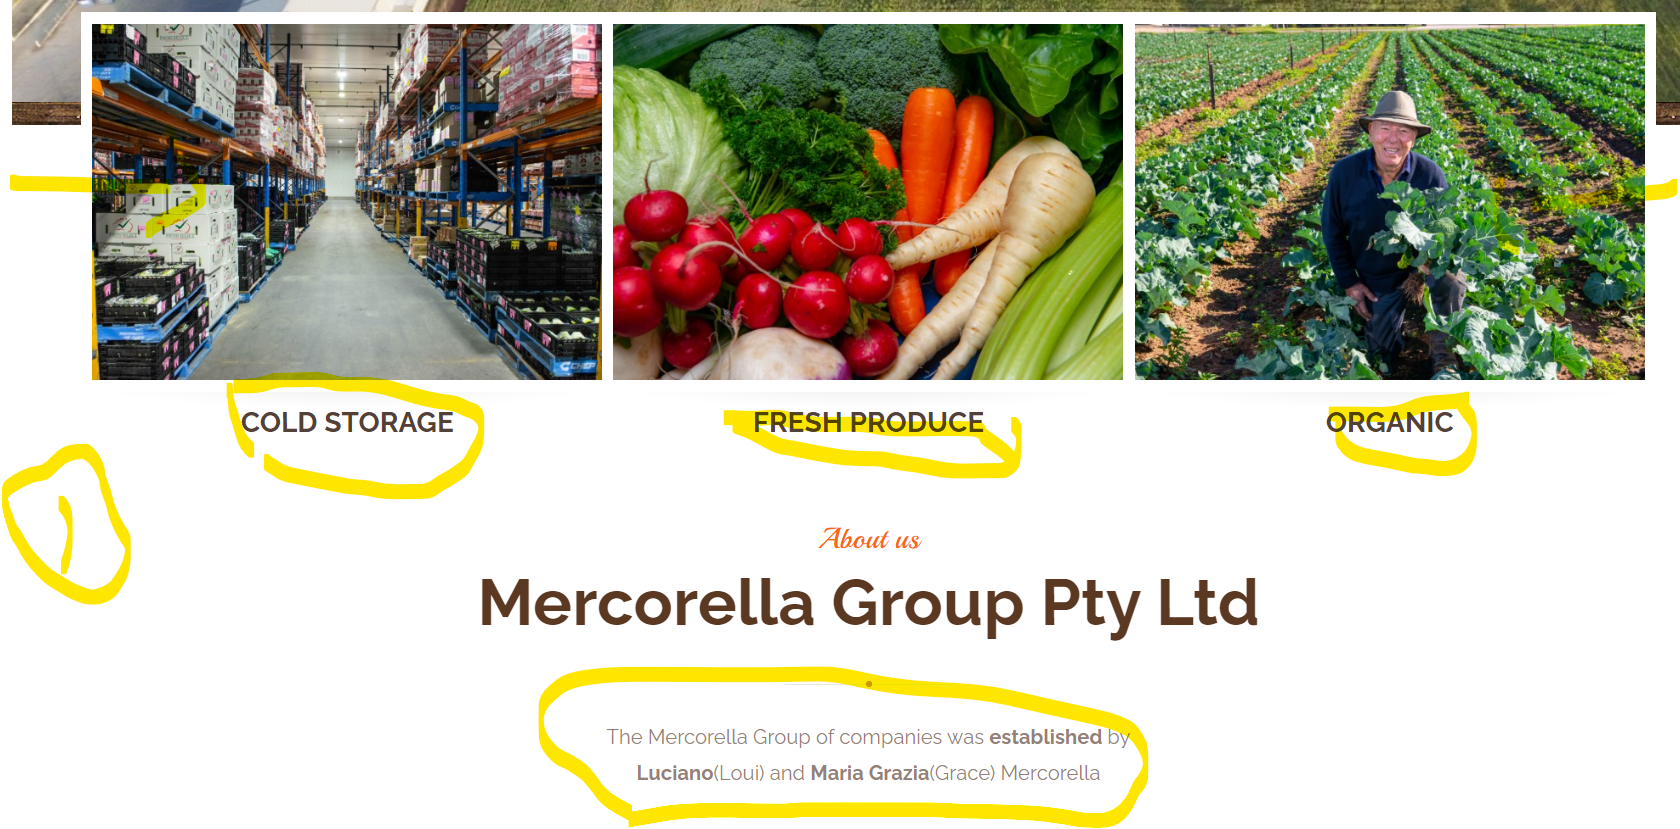 COLD STORAGE
FRESH PRODUCE
ORGANIC
1
About us
Mercorella Group Pty Ltd
The Mercorella Group of companies was established by
Luciano(Loui) and Maria Grazia(Grace) Mercorella